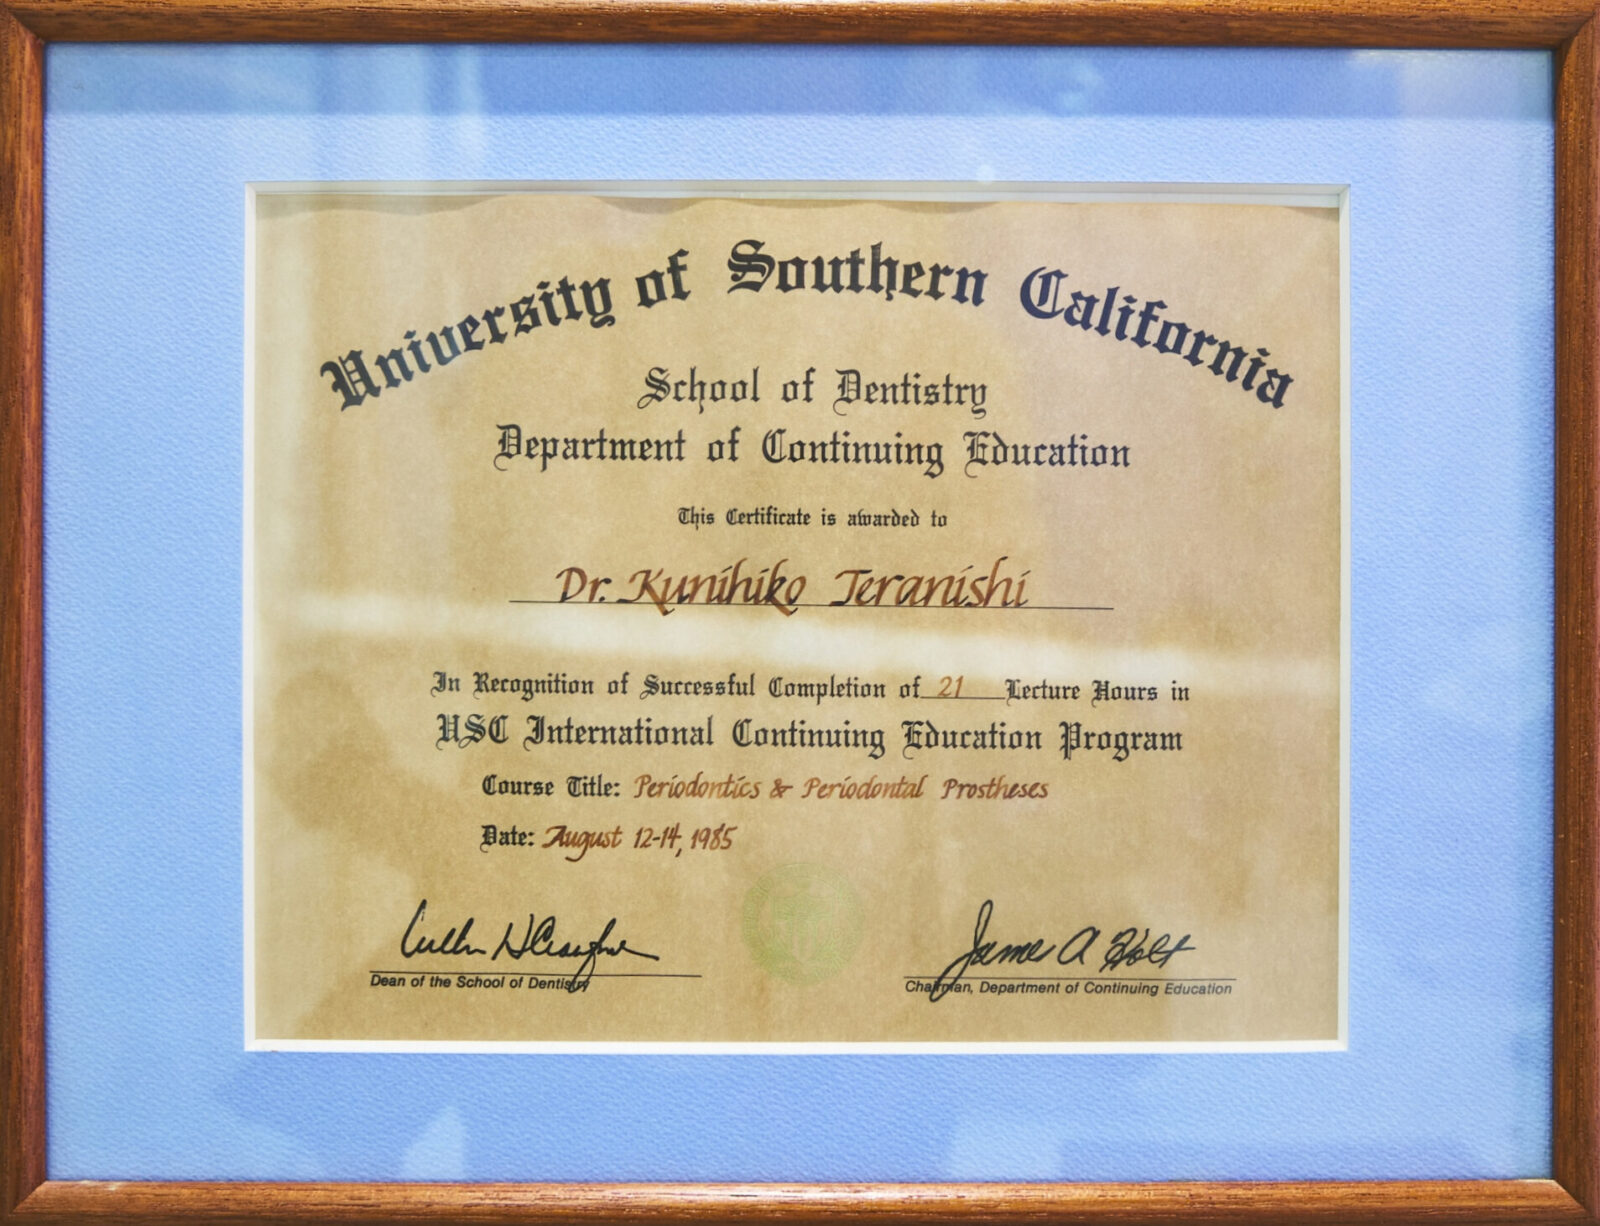 University of Southern California
School of Dentistry
Department of Continuing Education
This Certificate is awarded to
Dr. Kunihiko Teranishi
In Recognition of Successful Completion of 21 Lecture Hours in
USC International Continuing Education Program
Course Title: Periodontics & Periodontal Prostheses
Date: August 12-14, 1985
James A Holt
Dean of the School of Dentistry
Chairman, Department of Continuing Education